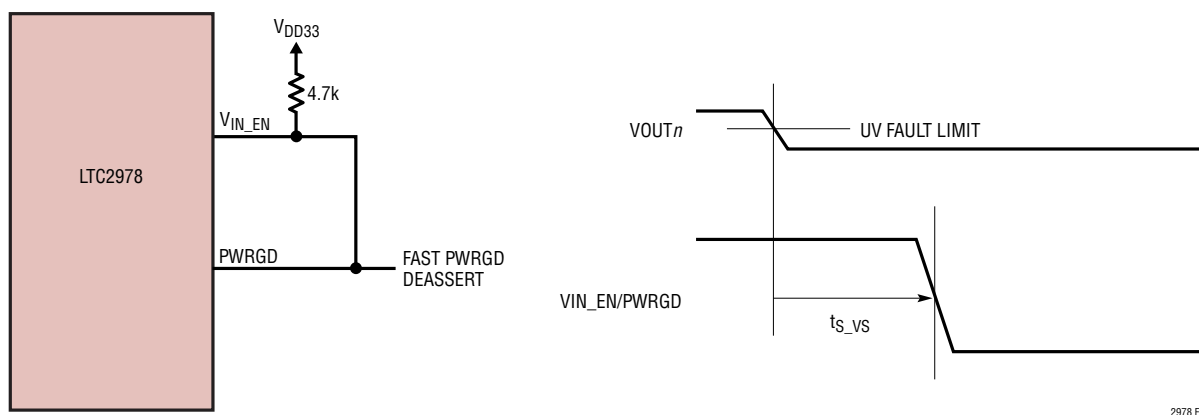 VDD33
4.7k
VIN_EN
LTC2978
PWRGD
FAST PWRGD
DEASSERT
VOUTn
UV FAULT LIMIT
VIN_EN/PWRGD
tS_VS
2978 F